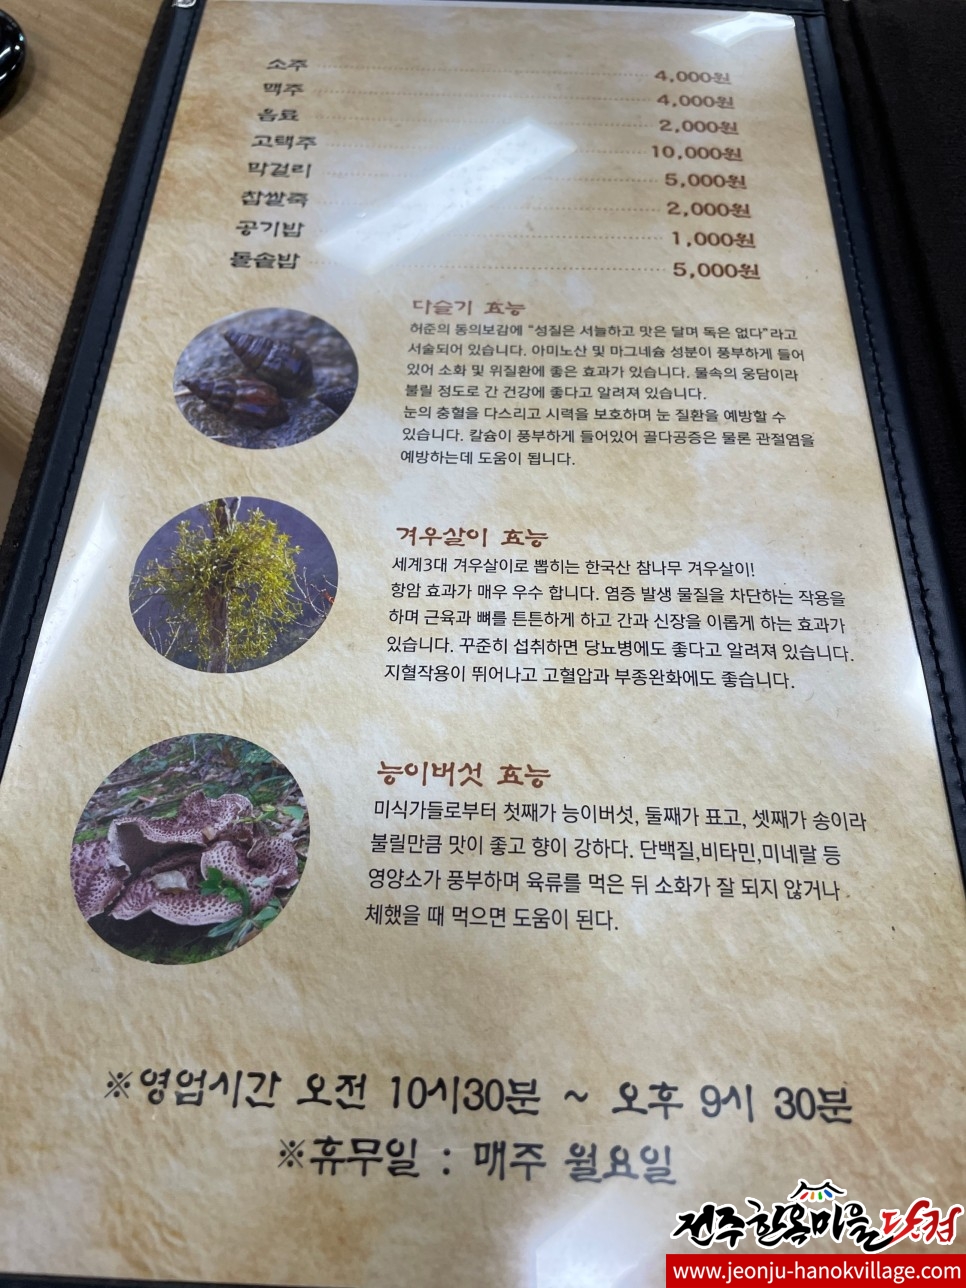 소주 4,000원
맥주 4,000원
음료 2,000원
고택주 10,000원
막걸리 5,000원
찹쌀죽 2,000원
공기밥 1,000원
돌솥밥 5,000원
다슬기 효능
허준의 동의보감에 “성질은 서늘하고 맛은 달며 독은 없다”라고
서술되어 있습니다. 아미노산 및 마그네슘 성분이 풍부하게 들어
있어 소화 및 위질환에 좋은 효과가 있습니다. 물속의 웅담이라
불릴 정도로 간 건강에 좋다고 알려져 있습니다.
눈의 충혈을 다스리고 시력을 보호하며 눈 질환을 예방할 수
있습니다. 칼슘이 풍부하게 들어있어 골다공증은 물론 관절염을
예방하는데 도움이 됩니다.
겨우살이 효능
세계3대 겨우살이로 뽑히는 한국산 참나무 겨우살이!
항암 효과가 매우 우수 합니다. 염증 발생 물질을 차단하는 작용을
하며 근육과 뼈를 튼튼하게 하고 간과 신장을 이롭게 하는 효과가
있습니다. 꾸준히 섭취하면 당뇨병에도 좋다고 알려져 있습니다.
지혈작용이 뛰어나고 고혈압과 부종완화에도 좋습니다.
능이버섯 효능
미식가들로부터 첫째가 능이버섯, 둘째가 표고, 셋째가 송이라
불릴만큼 맛이 좋고 향이 강하다. 단백질,비타민,미네랄 등
영양소가 풍부하며 육류를 먹은 뒤 소화가 잘 되지 않거나
체했을 때 먹으면 도움이 된다.
※영업시간 오전 10시30분 ~ 오후 9시 30분
※휴무일 : 매주 월요일
전주한옥마을닷컴
www.jeonju-hanokvillage.com